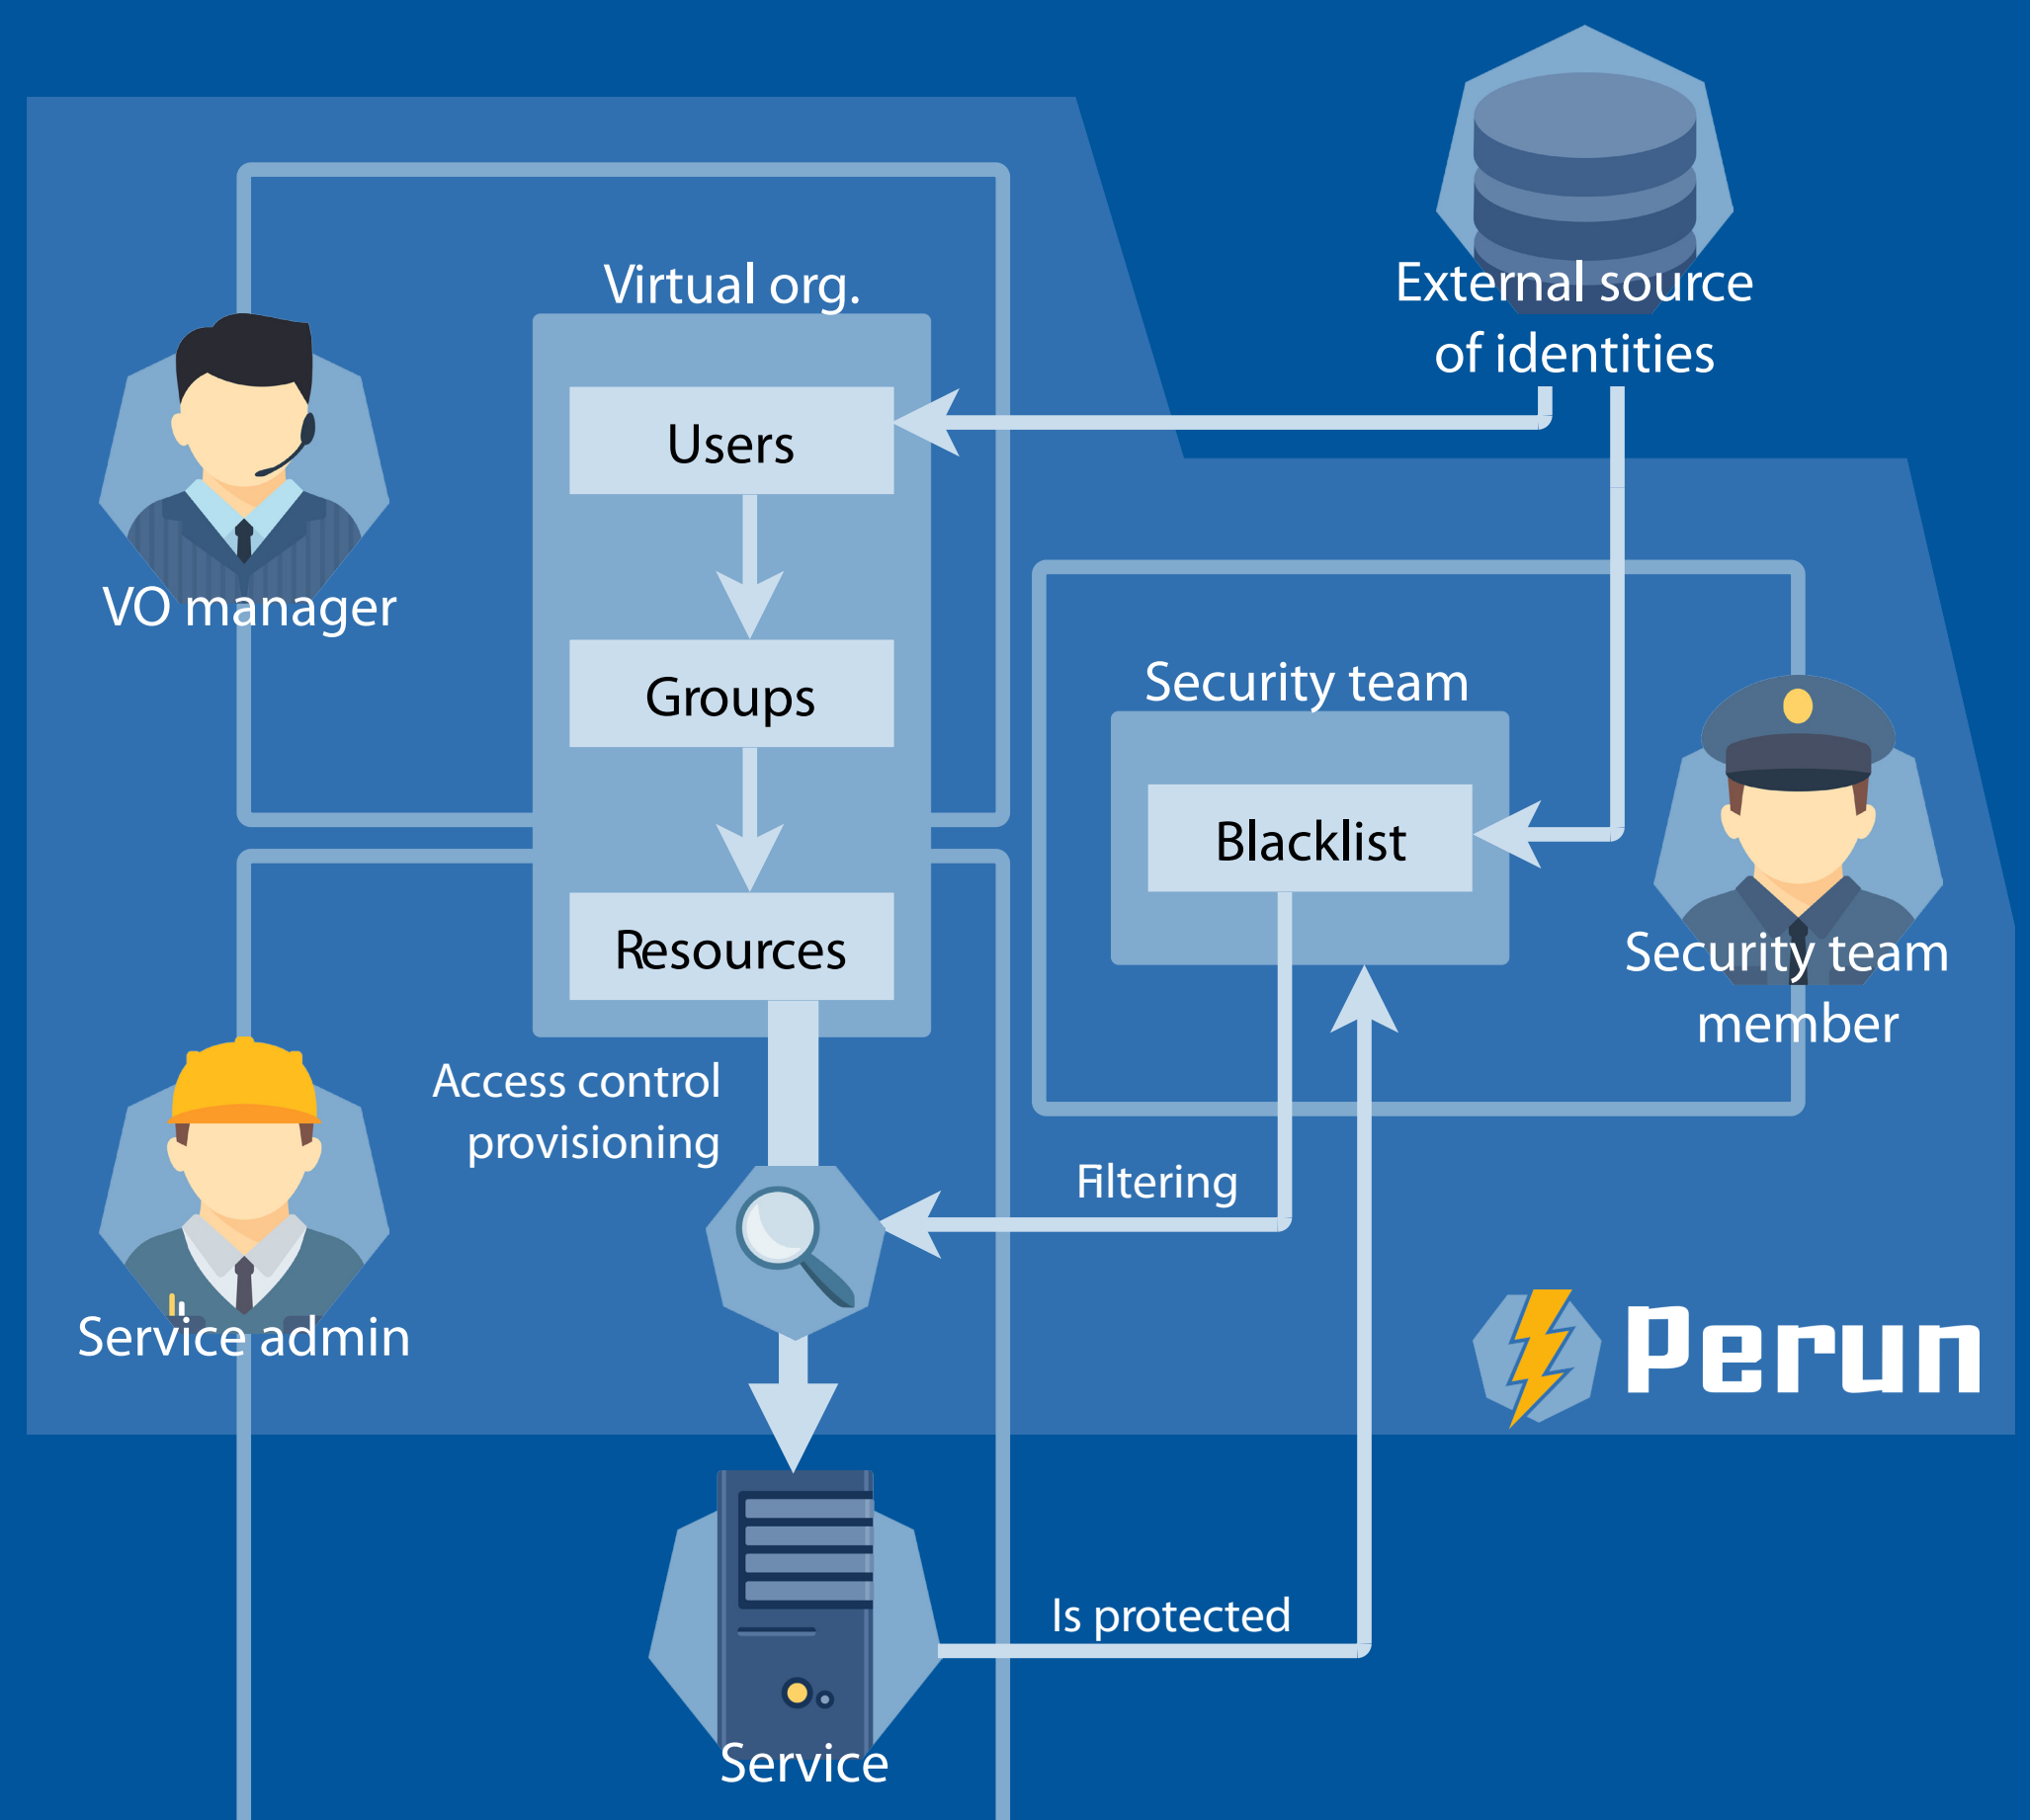 External source
of identities
Virtual org.
Users
VO manager
Groups
Security team
Blacklist
Resources
Security team
member
Access control
provisioning
Filtering
Service admin
Perun
Is protected
Service